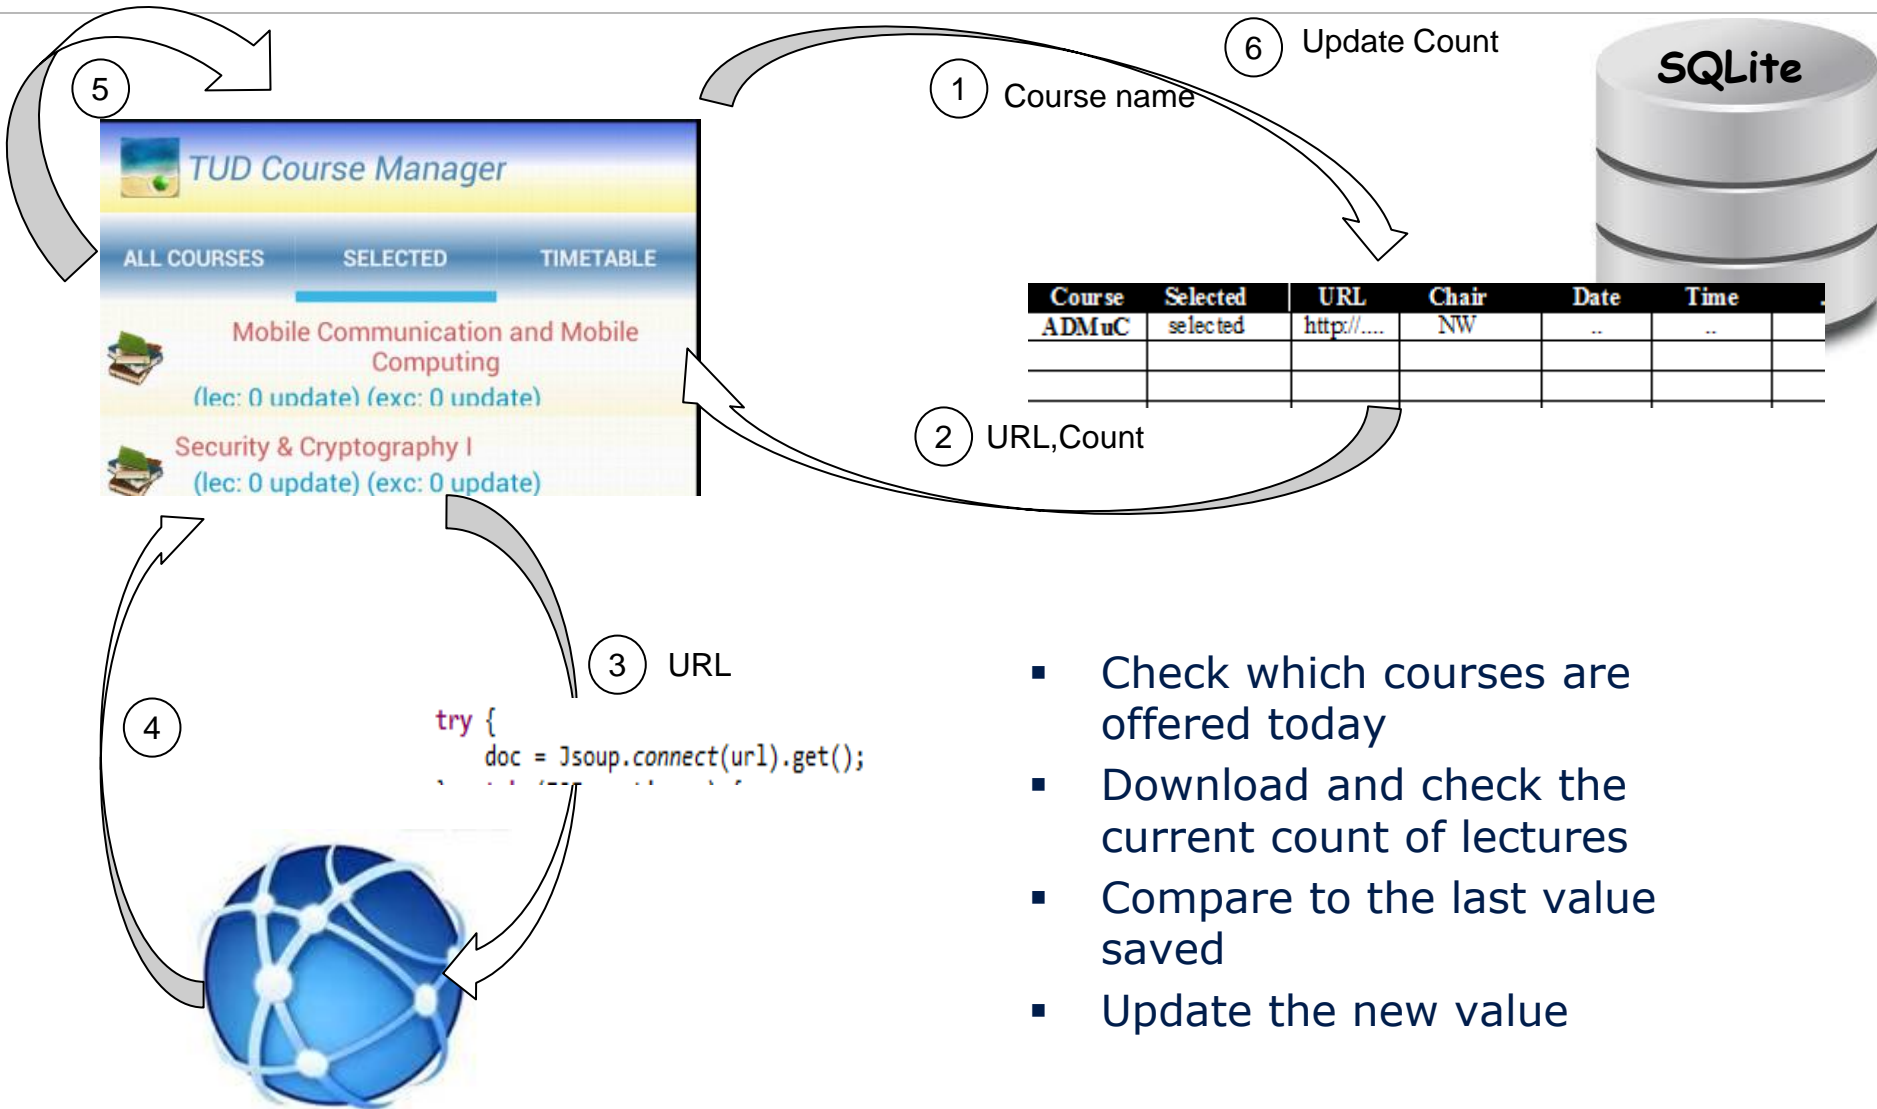 6 Update Count
SQLite
5
1 Course name
TUD Course Manager
ALL COURSES SELECTED TIMETABLE
Mobile Communication and Mobile
Computing
(lec: 0 update) (exc: 0 update)
Security & Cryptography I
(lec: 0 update) (exc: 0 update)
Course Selected URL Chair Date Time
ADMuC selected http://.... NW .. ..
2 URL,Count
3 URL
4
try {
doc = Jsoup.connect(url).get();
▪ Check which courses are
offered today
▪ Download and check the
current count of lectures
▪ Compare to the last value
saved
▪ Update the new value